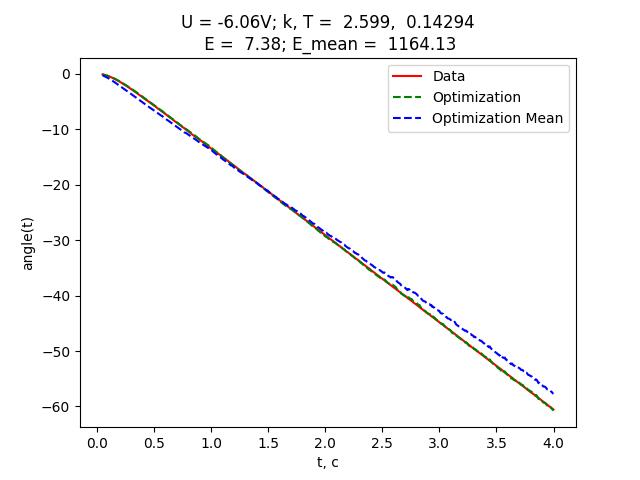 U = -6.06V; k, T =  2.599,  0.14294
E =  7.38; E_mean =  1164.13
Data
Optimization
Optimization Mean
0
−10
−20
−30
−40
−50
−60
angle(t)
0.0 0.5 1.0 1.5 2.0 2.5 3.0 3.5 4.0
t, c